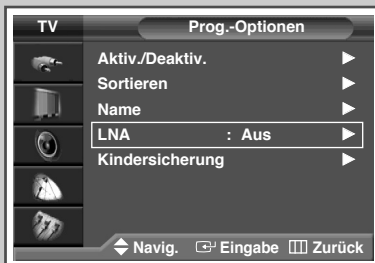 TV Prog.-Optionen
Aktiv./Deaktiv.
Sortieren
Name
LNA : Aus
Kindersicherung
Navig. Eingabe Zurück